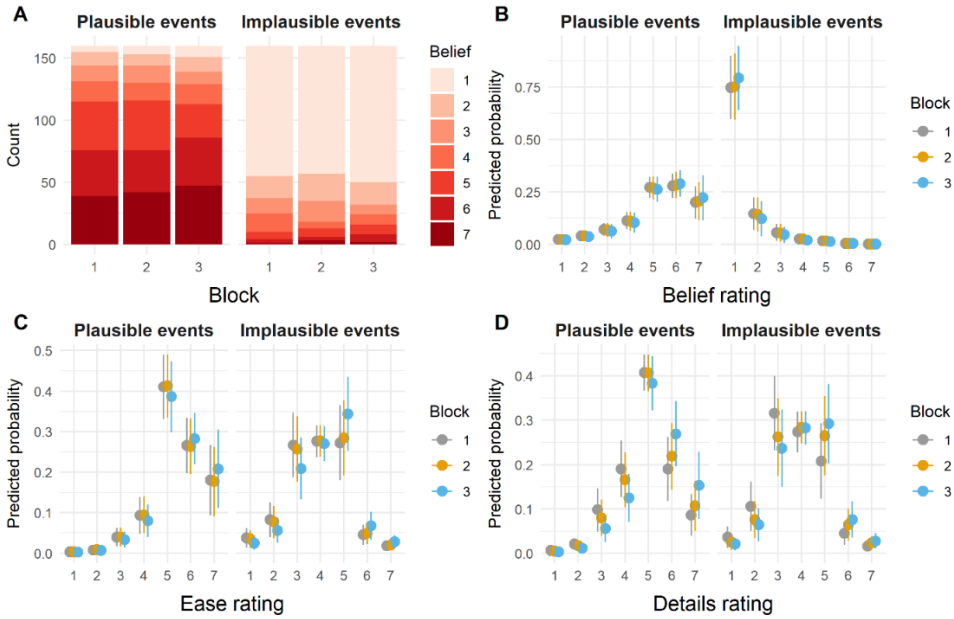 A
Plausible events Implausible events
Count
150
100
50
0
1 2 3 1 2 3
Block
Belief
1
2
3
4
5
6
7
B
Plausible events Implausible events
Predicted probability
0.75
0.50
0.25
0.00
1 2 3 4 5 6 7 1 2 3 4 5 6 7
Belief rating
Block
1
2
3
C
Plausible events Implausible events
Predicted probability
0.5
0.4
0.3
0.2
0.1
0.0
1 2 3 4 5 6 7 1 2 3 4 5 6 7
Ease rating
Block
1
2
3
D
Plausible events Implausible events
Predicted probability
0.4
0.3
0.2
0.1
0.0
1 2 3 4 5 6 7 1 2 3 4 5 6 7
Details rating
Block
1
2
3